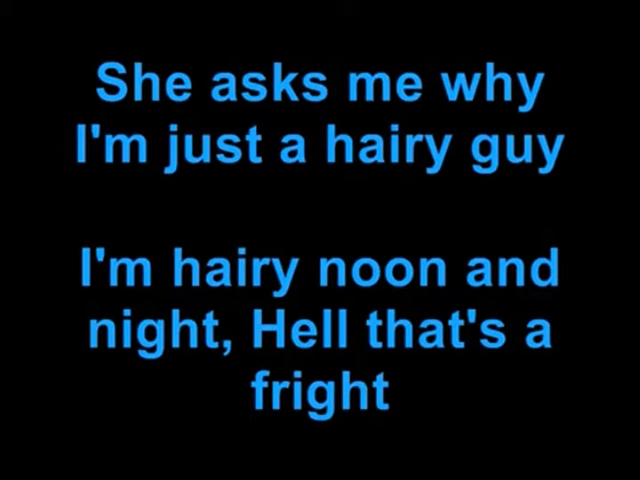 She asks me why
I'm just a hairy guy
I'm hairy noon and
night, Hell that's a
fright